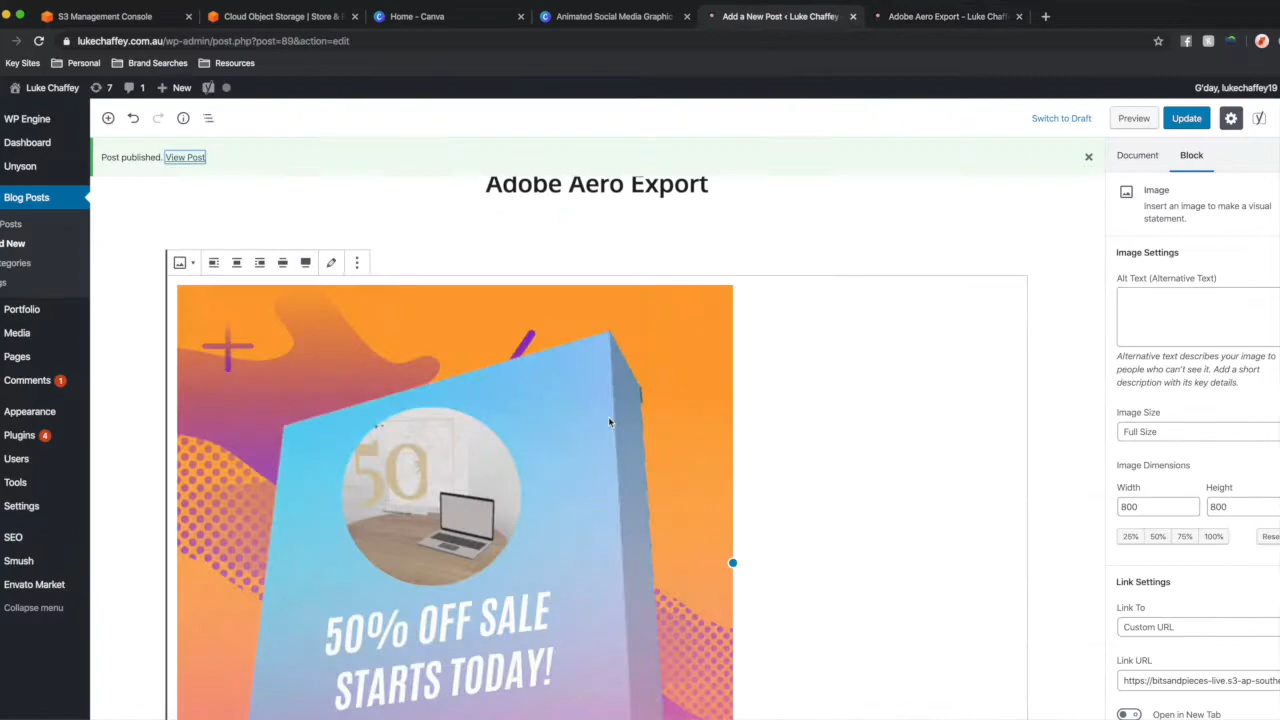 S3 Management Console
Cloud Object Storage | Store & R
Home - Canva
Animated Social Media Graphic
Add a New Post ‹ Luke Chaffey
Adobe Aero Export - Luke Chaff
lukechaffey.com.au/wp-admin/post.php?post=89&action=edit
Key Sites
Personal
Brand Searches
Resources
Luke Chaffey
7
1
New
G'day, lukechaffey19
WP Engine
Dashboard
Unyson
Blog Posts
Posts
d New
tegories
gs
Portfolio
Media
Pages
Comments 1
Appearance
Plugins 4
Users
Tools
Settings
SEO
Smush
Envato Market
Collapse menu
Switch to Draft
Preview
Update
Post published. View Post
Adobe Aero Export
50
50% OFF SALE
STARTS TODAY!
Document
Block
Image
Insert an image to make a visual
statement.
Image Settings
Alt Text (Alternative Text)
Alternative text describes your image to
people who can't see it. Add a short
description with its key details.
Image Size
Full Size
Image Dimensions
Width
Height
800
800
25%
50%
75%
100%
Rese
Link Settings
Link To
Custom URL
Link URL
https://bitsandpieces-live.s3-ap-southe
Open in New Tab